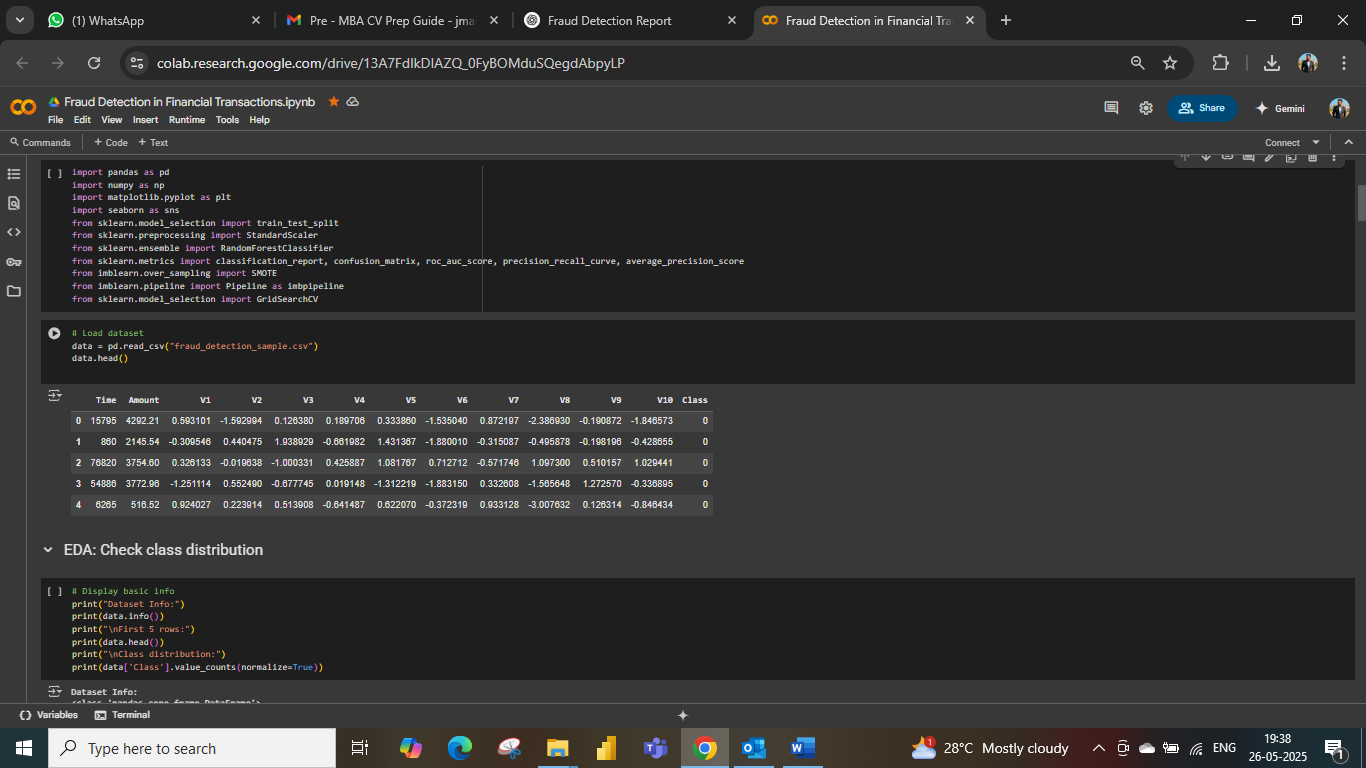 (1) WhatsApp
Pre - MBA CV Prep Guide - jma
Fraud Detection Report
Fraud Detection in Financial Tra
colab.research.google.com/drive/13A7FdIkDIAZQ_0FyBOMduSQegdAbpyLP
Fraud Detection in Financial Transactions.ipynb
File Edit View Insert Runtime Tools Help
Share
Gemini
Commands + Code + Text
Connect
[ ] import pandas as pd
import numpy as np
import matplotlib.pyplot as plt
import seaborn as sns
from sklearn.model_selection import train_test_split
from sklearn.preprocessing import StandardScaler
from sklearn.ensemble import RandomForestClassifier
from sklearn.metrics import classification_report, confusion_matrix, roc_auc_score, precision_recall_curve, average_precision_score
from imblearn.over_sampling import SMOTE
from imblearn.pipeline import Pipeline as imbpipeline
from sklearn.model_selection import GridSearchCV
# Load dataset
data = pd.read_csv("fraud_detection_sample.csv")
data.head()
Time Amount V1 V2 V3 V4 V5 V6 V7 V8 V9 V10 Class
0 15795 4292.21 0.593101 -1.592994 0.126380 0.189706 0.333860 -1.535040 0.872197 -2.386930 -0.190872 -1.846573 0
1 860 2145.54 -0.309546 0.440475 1.938929 -0.661982 1.431367 -1.880010 -0.315087 -0.495878 -0.198196 -0.428655 0
2 76820 3754.60 0.326133 -0.019638 -1.000331 0.425887 1.081767 0.712712 -0.571746 1.097300 0.510157 1.029441 0
3 54886 3772.96 -1.251114 0.552490 -0.677745 0.019148 -1.312219 -1.883150 0.332608 -1.565648 1.272570 -0.336895 0
4 6265 516.52 0.924027 0.223914 0.513908 -0.641487 0.622070 -0.372319 0.933128 -3.007632 0.126314 -0.846434 0
EDA: Check class distribution
[ ] # Display basic info
print("Dataset Info:")
print(data.info())
print("\nFirst 5 rows:")
print(data.head())
print("\nClass distribution:")
print(data['Class'].value_counts(normalize=True))
Dataset Info:
<class 'pandas.core.frame.DataFrame'>
Variables Terminal
Type here to search
1
28°C Mostly cloudy
ENG
19:38
26-05-2025
1